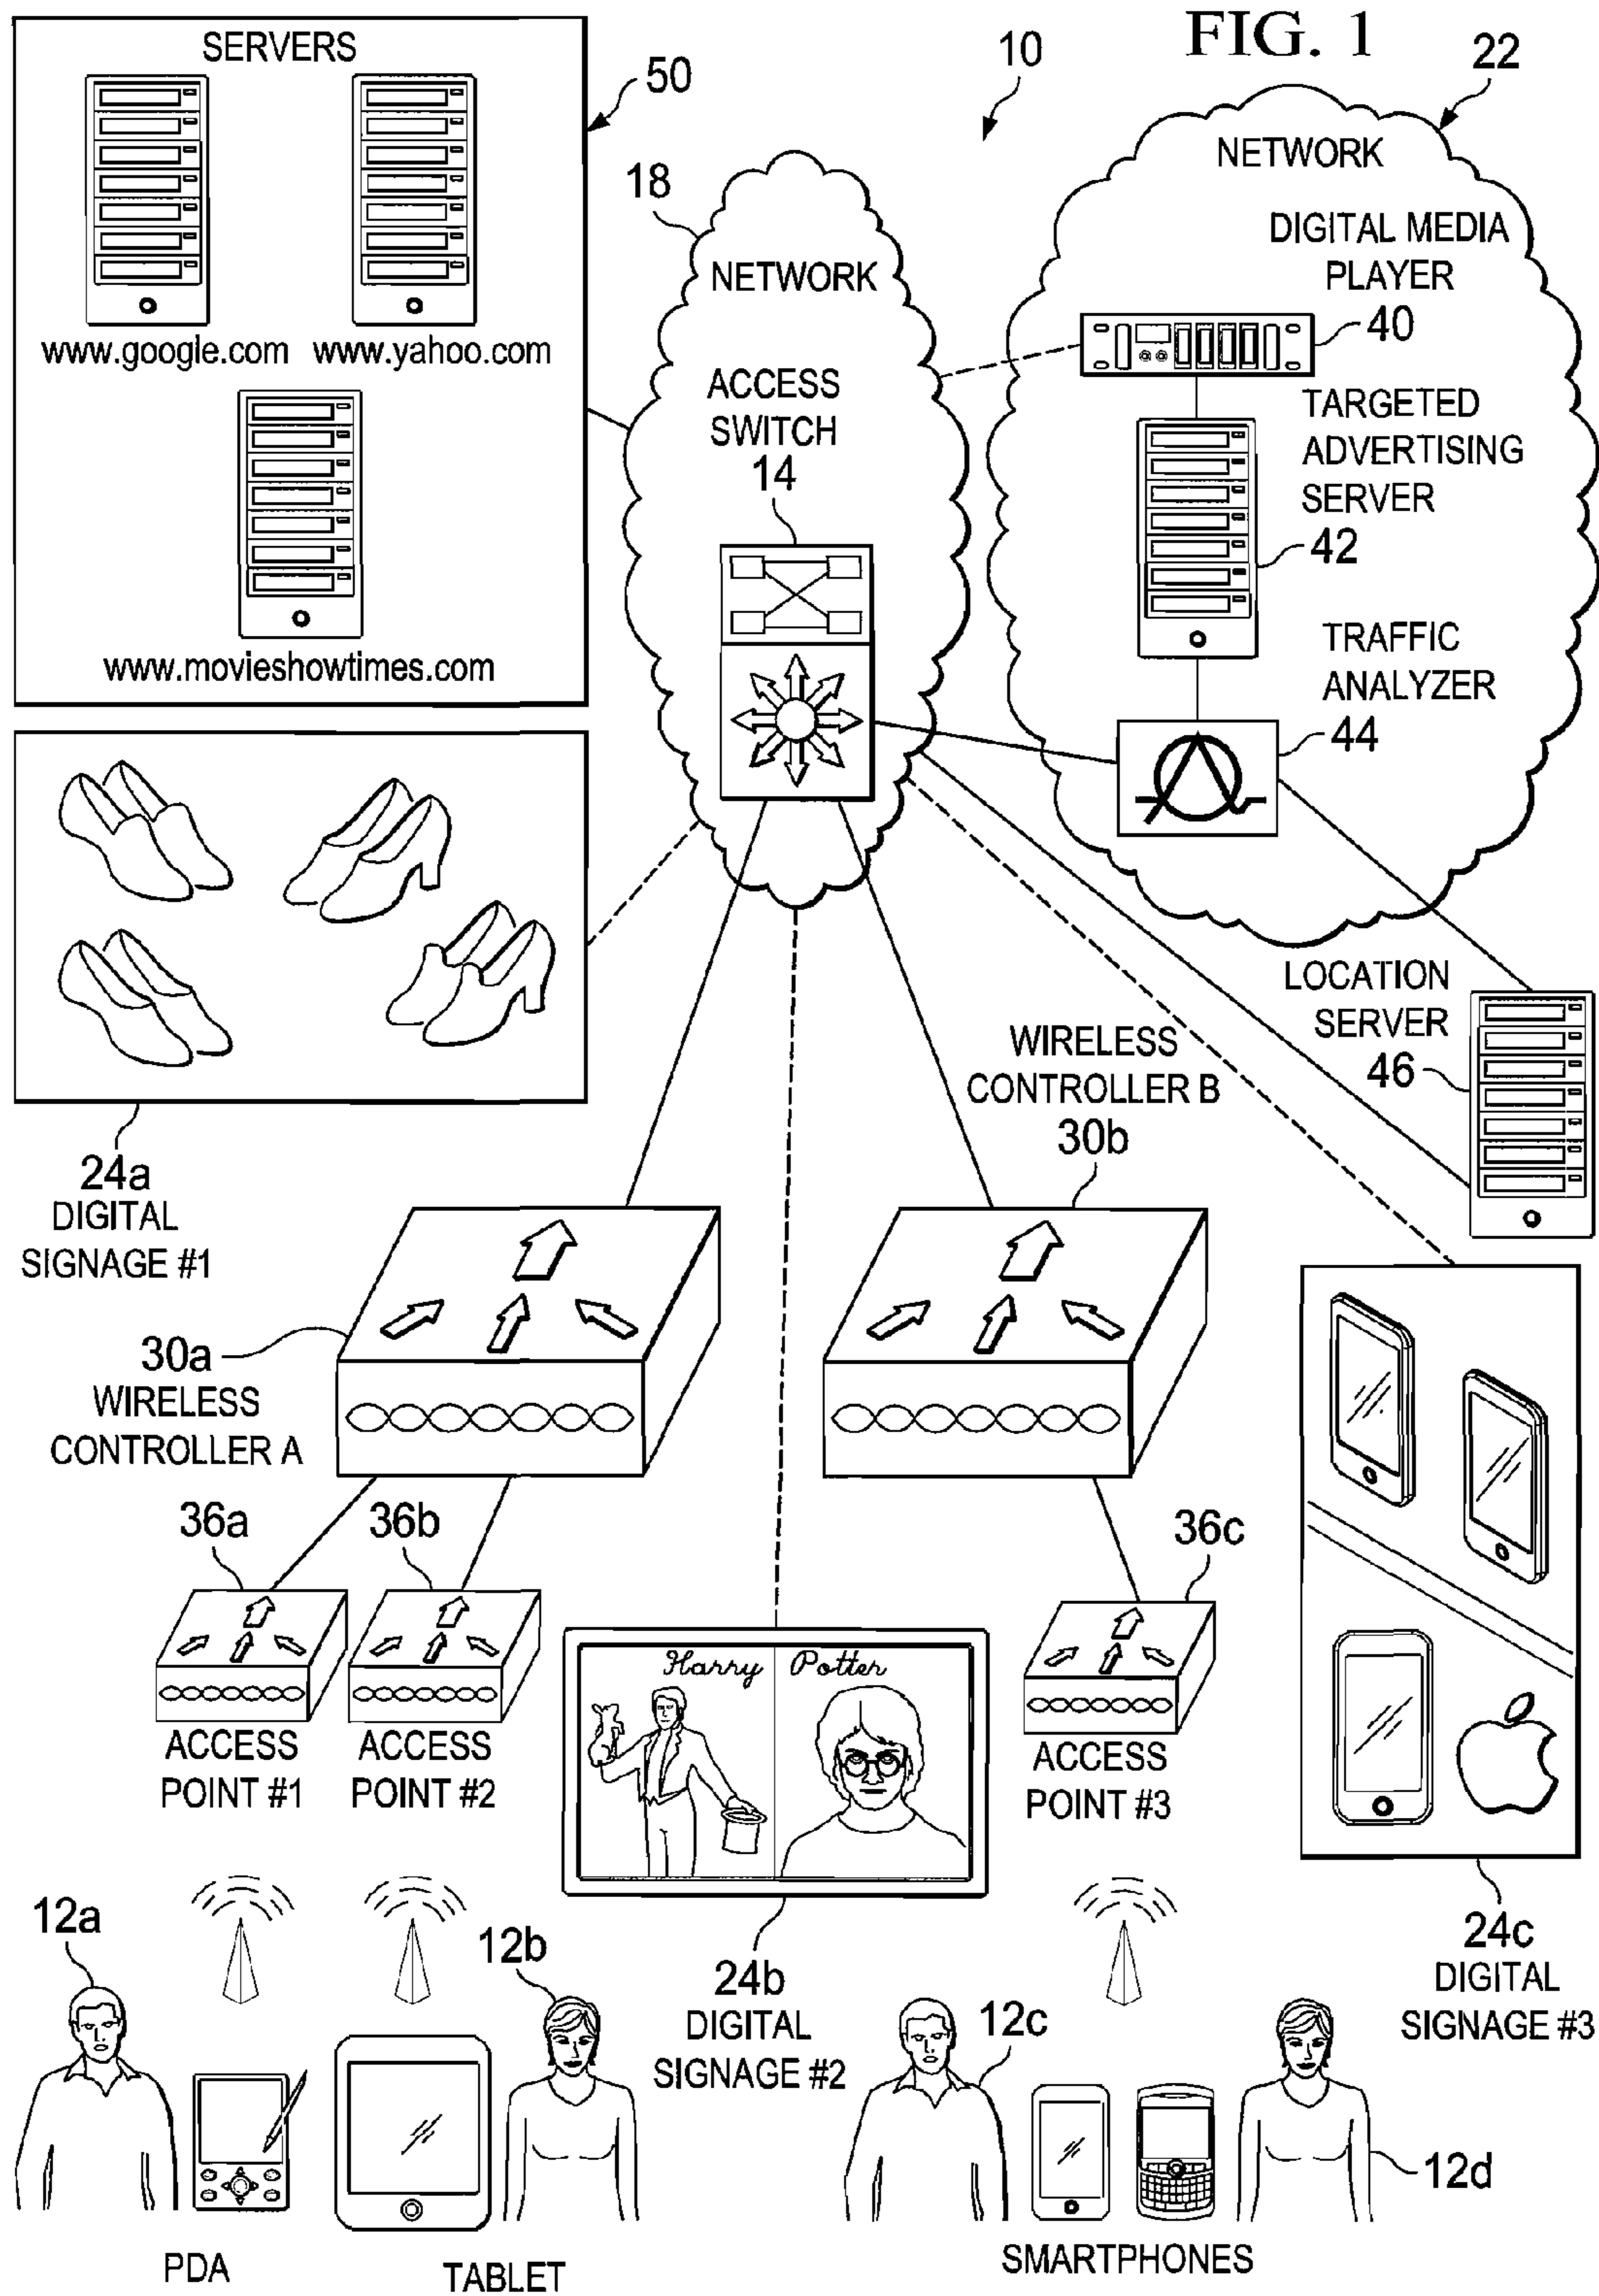 FIG. 1
SERVERS
50
10
22
www.google.com
www.yahoo.com
www.movieshowtimes.com
18
NETWORK
ACCESS
SWITCH
14
NETWORK
DIGITAL MEDIA
PLAYER
40
TARGETED
ADVERTISING
SERVER
42
TRAFFIC
ANALYZER
44
LOCATION
SERVER
46
24a
DIGITAL
SIGNAGE #1
WIRELESS
CONTROLLER B
30b
30a
WIRELESS
CONTROLLER A
36a
36b
36c
ACCESS
POINT #1
ACCESS
POINT #2
Harry Potter
ACCESS
POINT #3
12a
12b
24b
DIGITAL
SIGNAGE #2
12c
24c
DIGITAL
SIGNAGE #3
12d
PDA
TABLET
SMARTPHONES